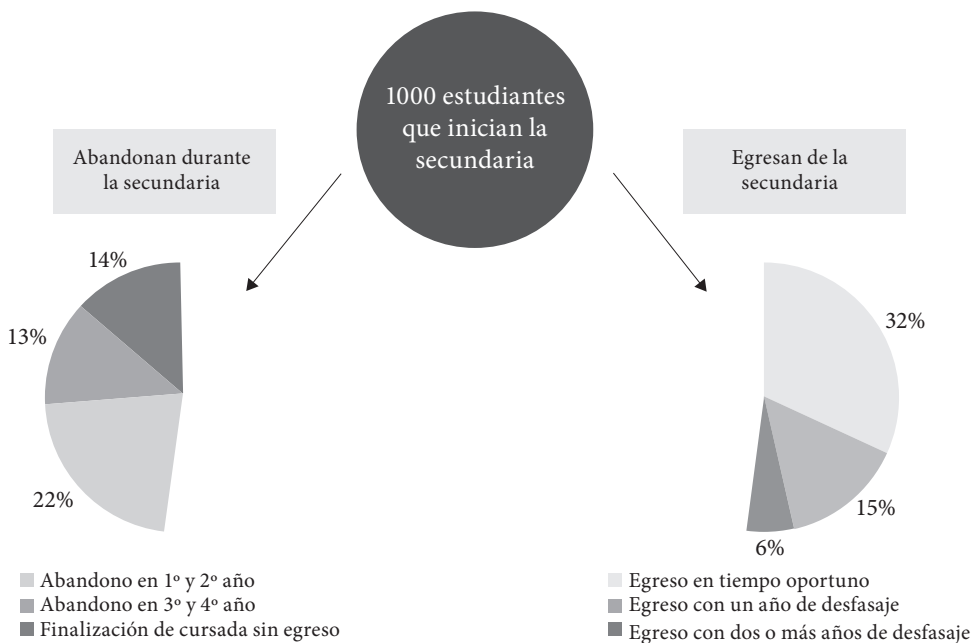 1000 estudiantes
que inician la
secundaria
Abandonan durante
la secundaria
Egresan de la
secundaria
14%
13%
22%
32%
15%
6%
Abandono en 1º y 2º año
Abandono en 3º y 4º año
Finalización de cursada sin egreso
Egreso en tiempo oportuno
Egreso con un año de desfasaje
Egreso con dos o más años de desfasaje